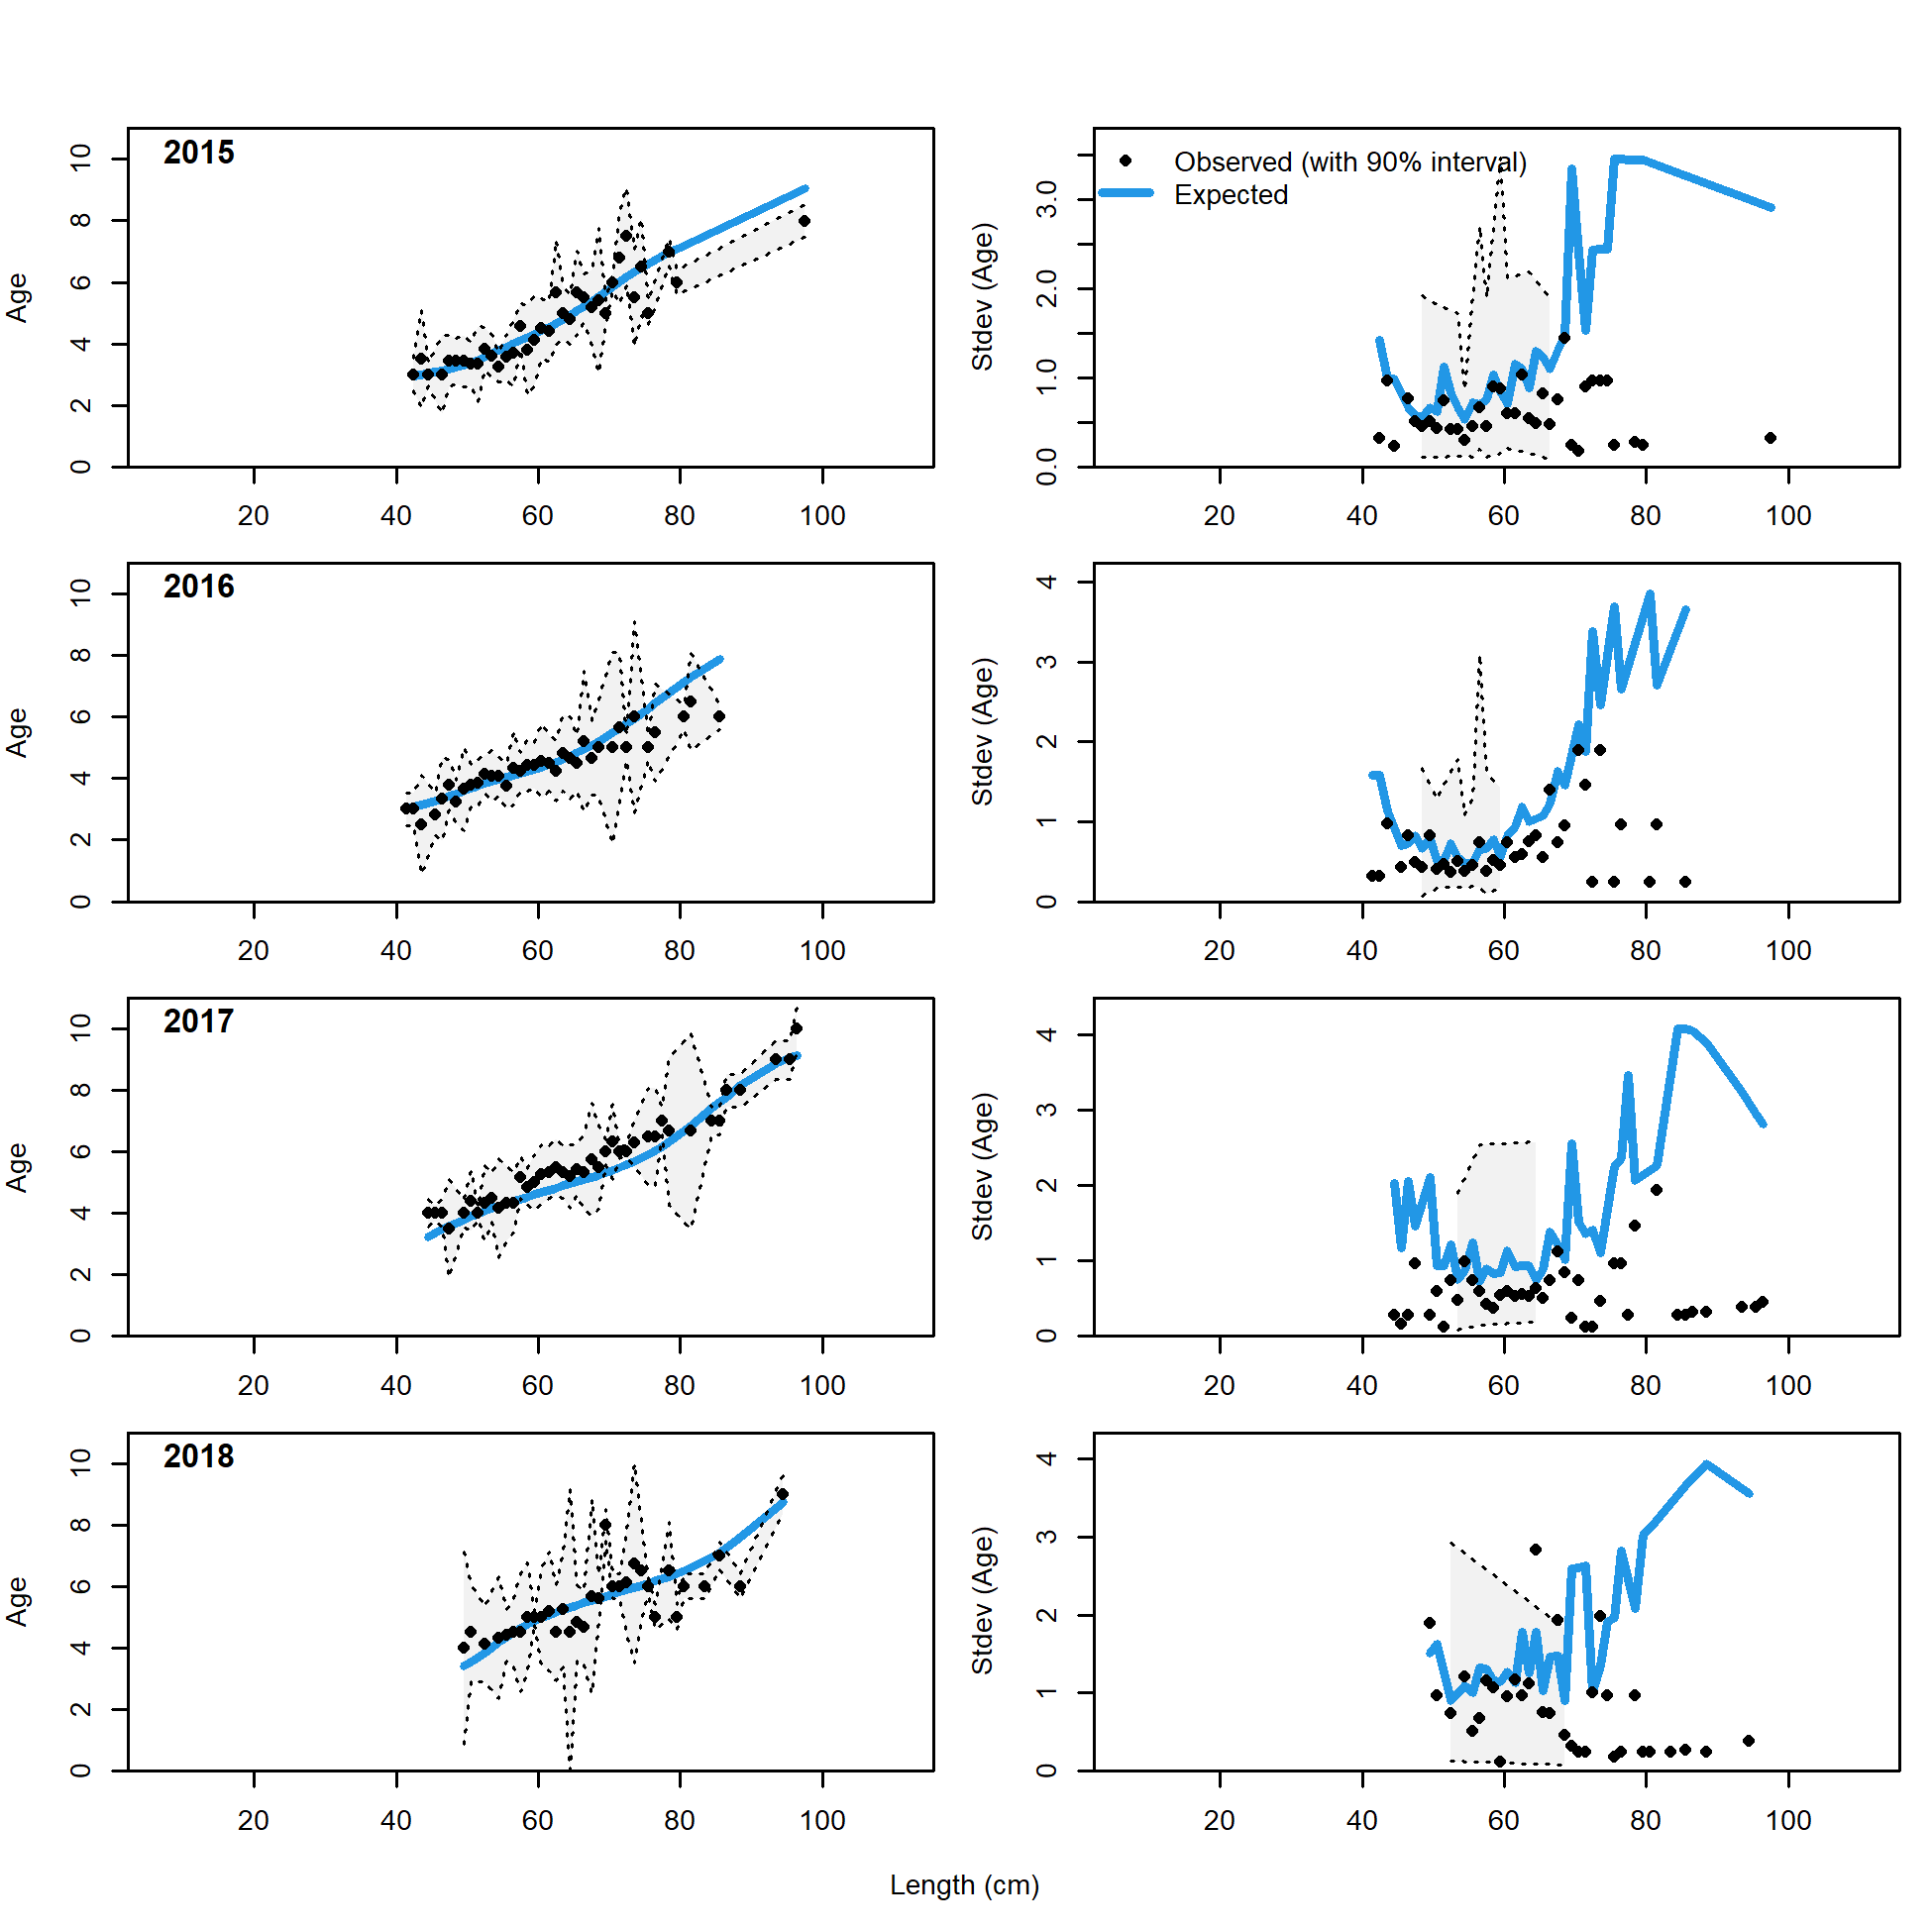 2015
Age
0 2 4 6 8 10
20 40 60 80 100
Observed (with 90% interval)
Expected
Stdev (Age)
0.0 1.0 2.0 3.0
20 40 60 80 100
2016
Age
0 2 4 6 8 10
20 40 60 80 100
Stdev (Age)
0 1 2 3 4
20 40 60 80 100
2017
Age
0 2 4 6 8 10
20 40 60 80 100
Stdev (Age)
0 1 2 3 4
20 40 60 80 100
2018
Age
0 2 4 6 8 10
20 40 60 80 100
Stdev (Age)
0 1 2 3 4
20 40 60 80 100
Length (cm)